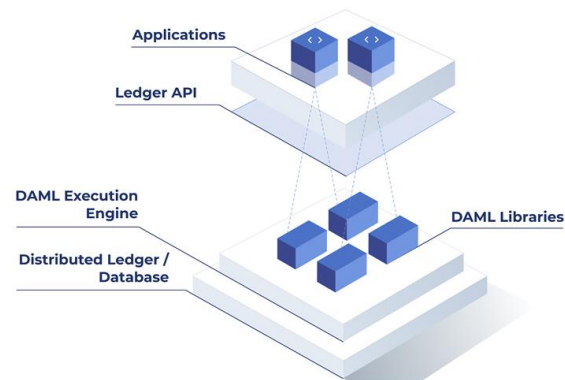 Applications
Ledger API
DAML Execution
Engine
DAML Libraries
Distributed Ledger /
Database